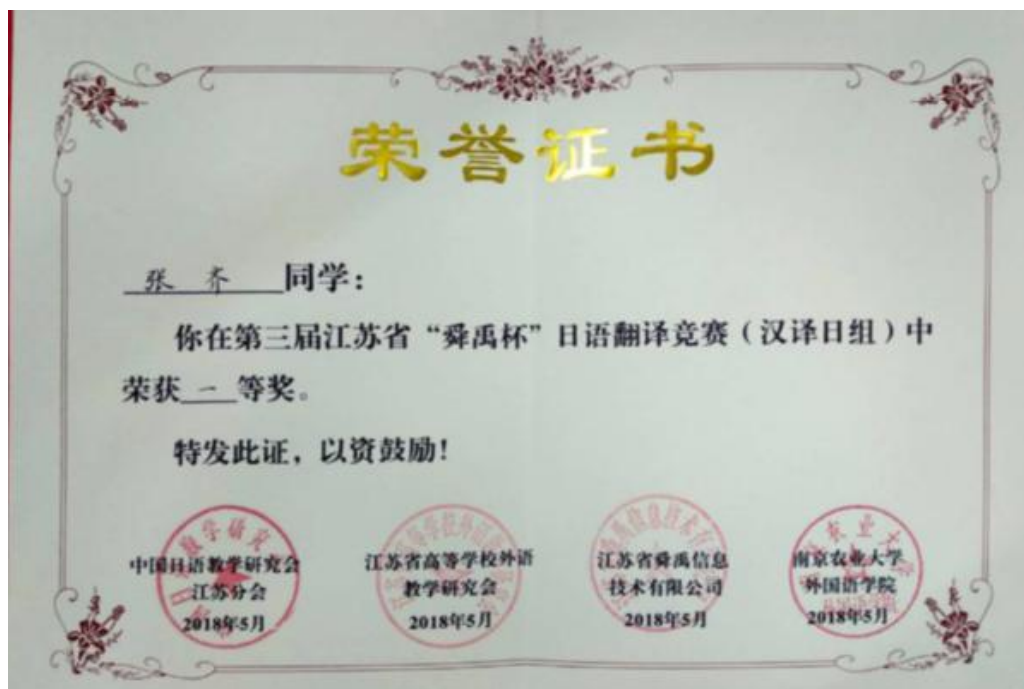 荣誉证书
张 齐 同学：
你在第三届江苏省“舜禹杯”日语翻译竞赛（汉译日组）中
荣获 一 等奖。
特发此证，以资鼓励！
中国日语教学研究会
江苏分会
2018年5月
江苏省高等学校外语
教学研究会
2018年5月
江苏省舜禹信息
技术有限公司
2018年5月
南京农业大学
外国语学院
2018年5月